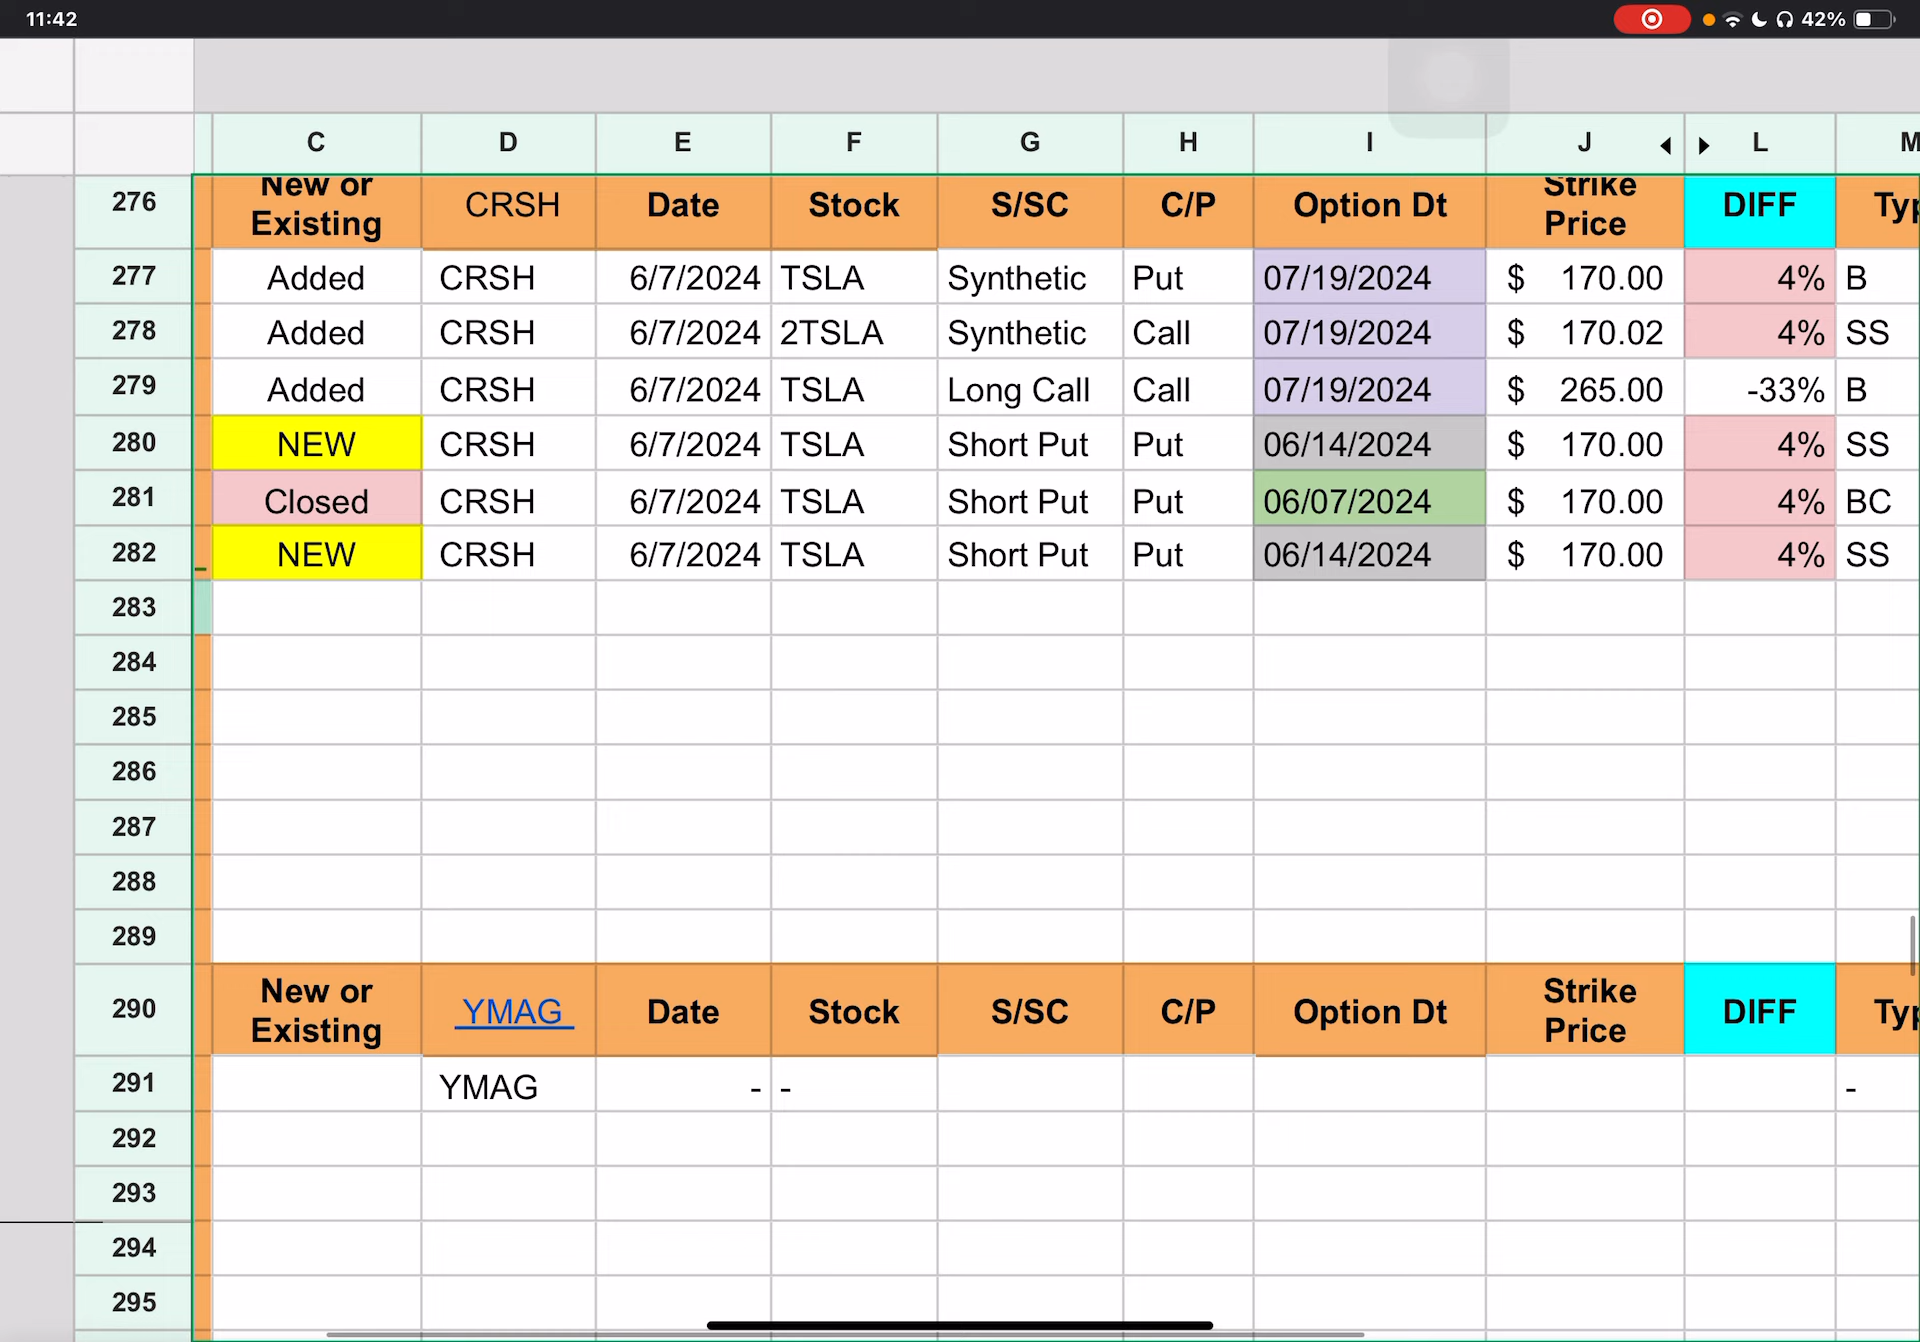 11:42
42%
C D E F G H I J L M
276 New or Existing CRSH Date Stock S/SC C/P Option Dt Strike Price DIFF Typ
277 Added CRSH 6/7/2024 TSLA Synthetic Put 07/19/2024 $ 170.00 4% B
278 Added CRSH 6/7/2024 2TSLA Synthetic Call 07/19/2024 $ 170.02 4% SS
279 Added CRSH 6/7/2024 TSLA Long Call Call 07/19/2024 $ 265.00 -33% B
280 NEW CRSH 6/7/2024 TSLA Short Put Put 06/14/2024 $ 170.00 4% SS
281 Closed CRSH 6/7/2024 TSLA Short Put Put 06/07/2024 $ 170.00 4% BC
282 NEW CRSH 6/7/2024 TSLA Short Put Put 06/14/2024 $ 170.00 4% SS
283
284
285
286
287
288
289
290 New or Existing YMAG Date Stock S/SC C/P Option Dt Strike Price DIFF Typ
291 YMAG - - -
292
293
294
295